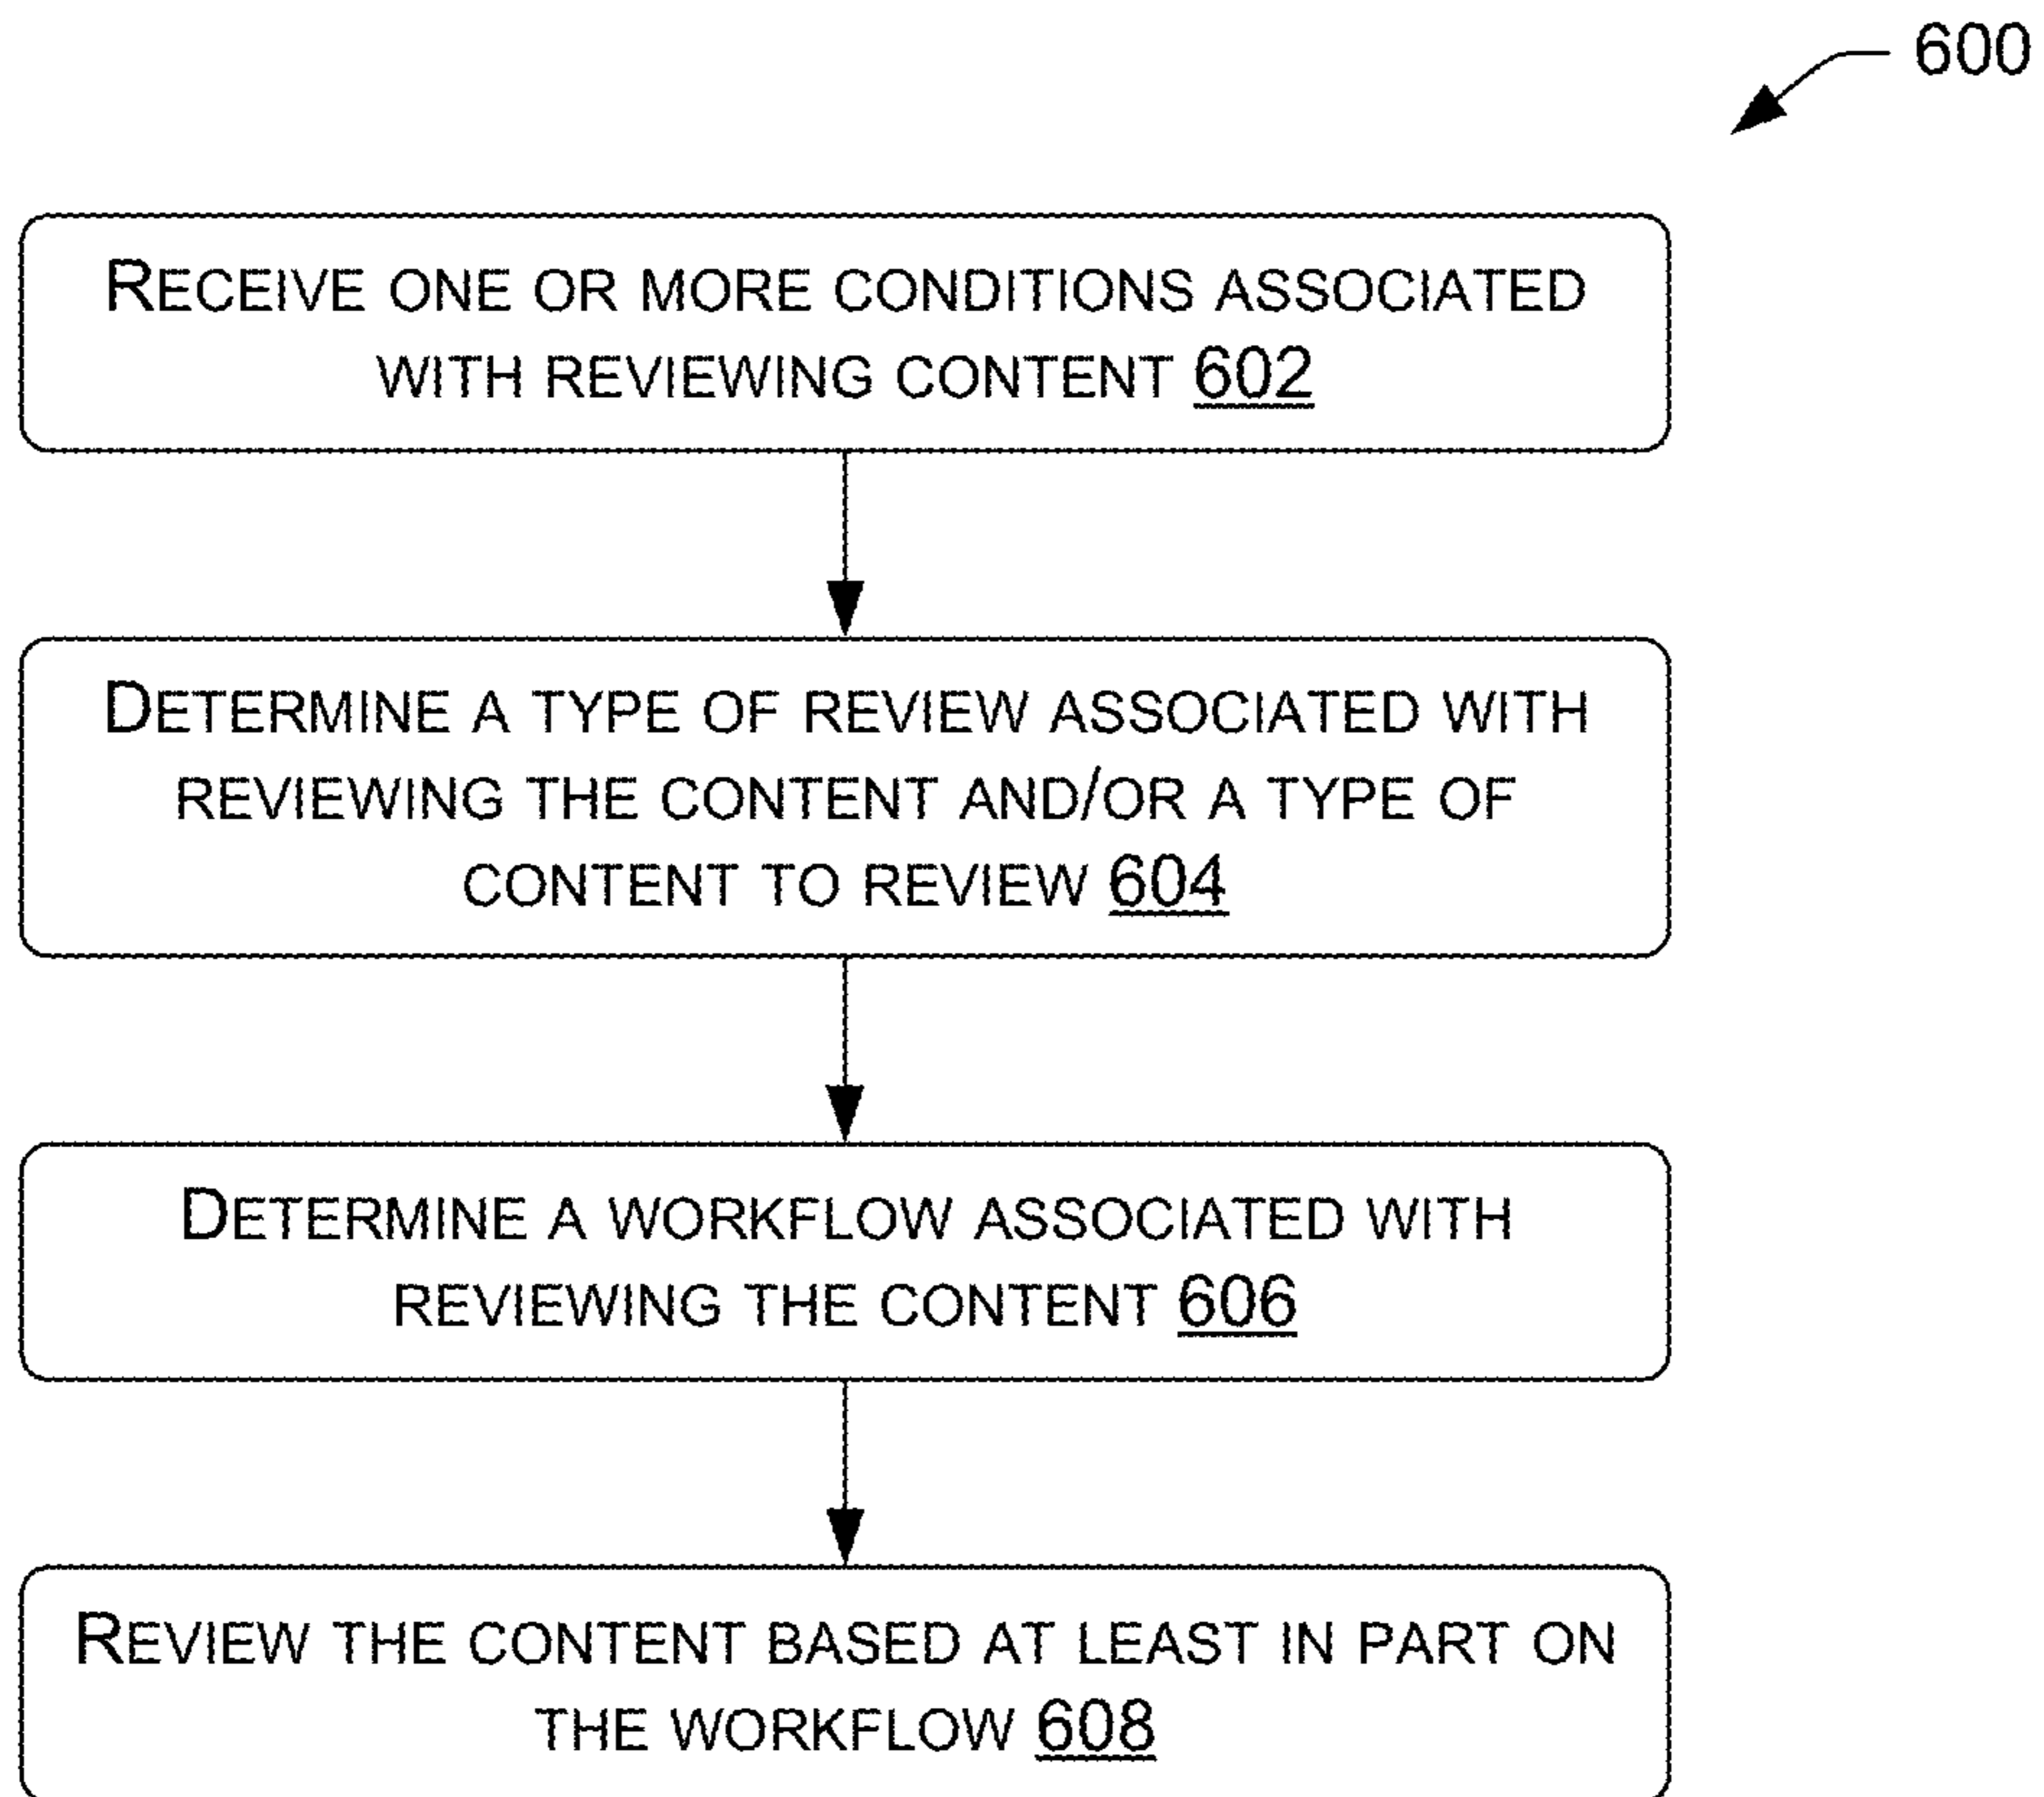 600
RECEIVE ONE OR MORE CONDITIONS ASSOCIATED
WITH REVIEWING CONTENT 602
DETERMINE A TYPE OF REVIEW ASSOCIATED WITH
REVIEWING THE CONTENT AND/OR A TYPE OF
CONTENT TO REVIEW 604
DETERMINE A WORKFLOW ASSOCIATED WITH
REVIEWING THE CONTENT 606
REVIEW THE CONTENT BASED AT LEAST IN PART ON
THE WORKFLOW 608